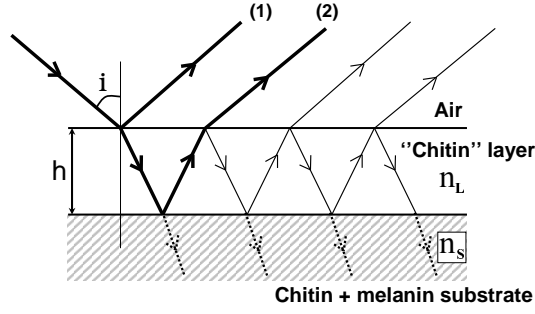 (1) (2)
i
Air
h
''Chitin'' layer
n_L
n_S
Chitin + melanin substrate